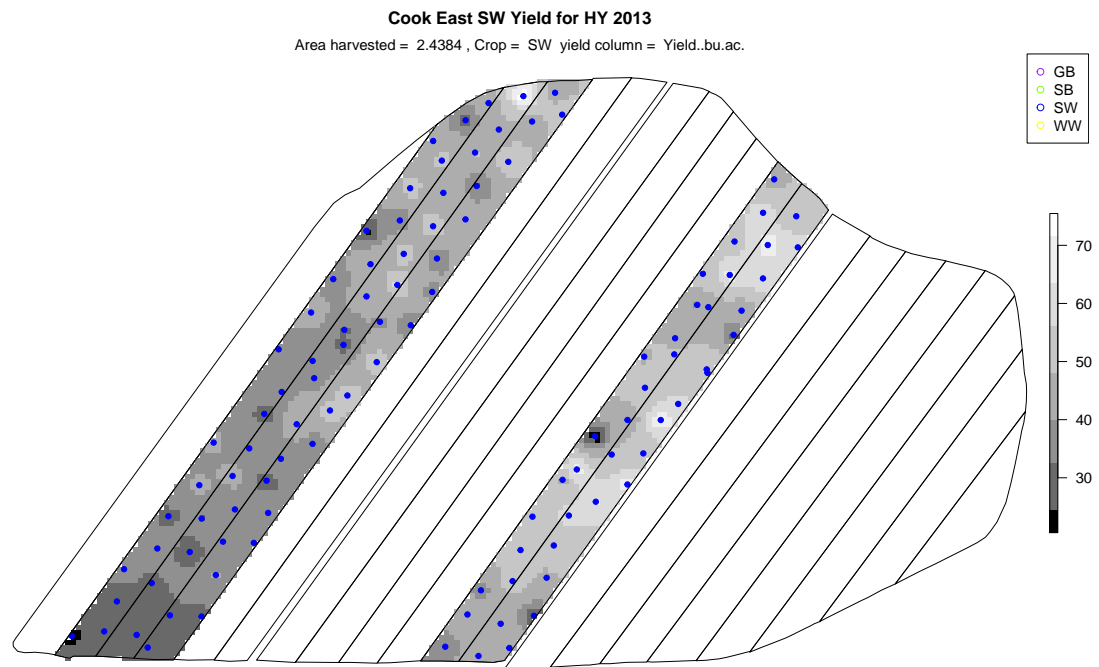 Cook East SW Yield for HY 2013
Area harvested = 2.4384 , Crop = SW yield column = Yield..bu.ac.
GB
SB
SW
WW
70
60
50
40
30